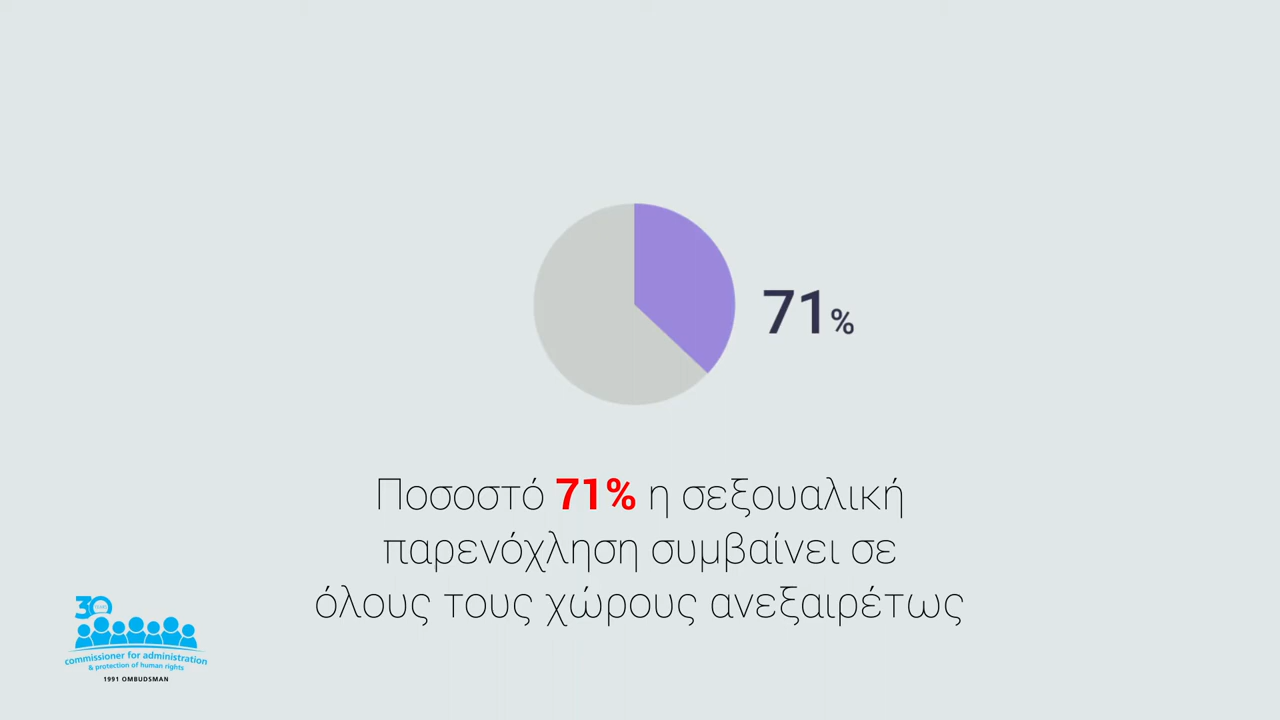 71%
Ποσοστό 71% η σεξουαλική
παρενόχληση συμβαίνει σε
όλους τους χώρους ανεξαιρέτως
30
commissioner for administration
& protection of human rights
1991 OMBUDSMAN